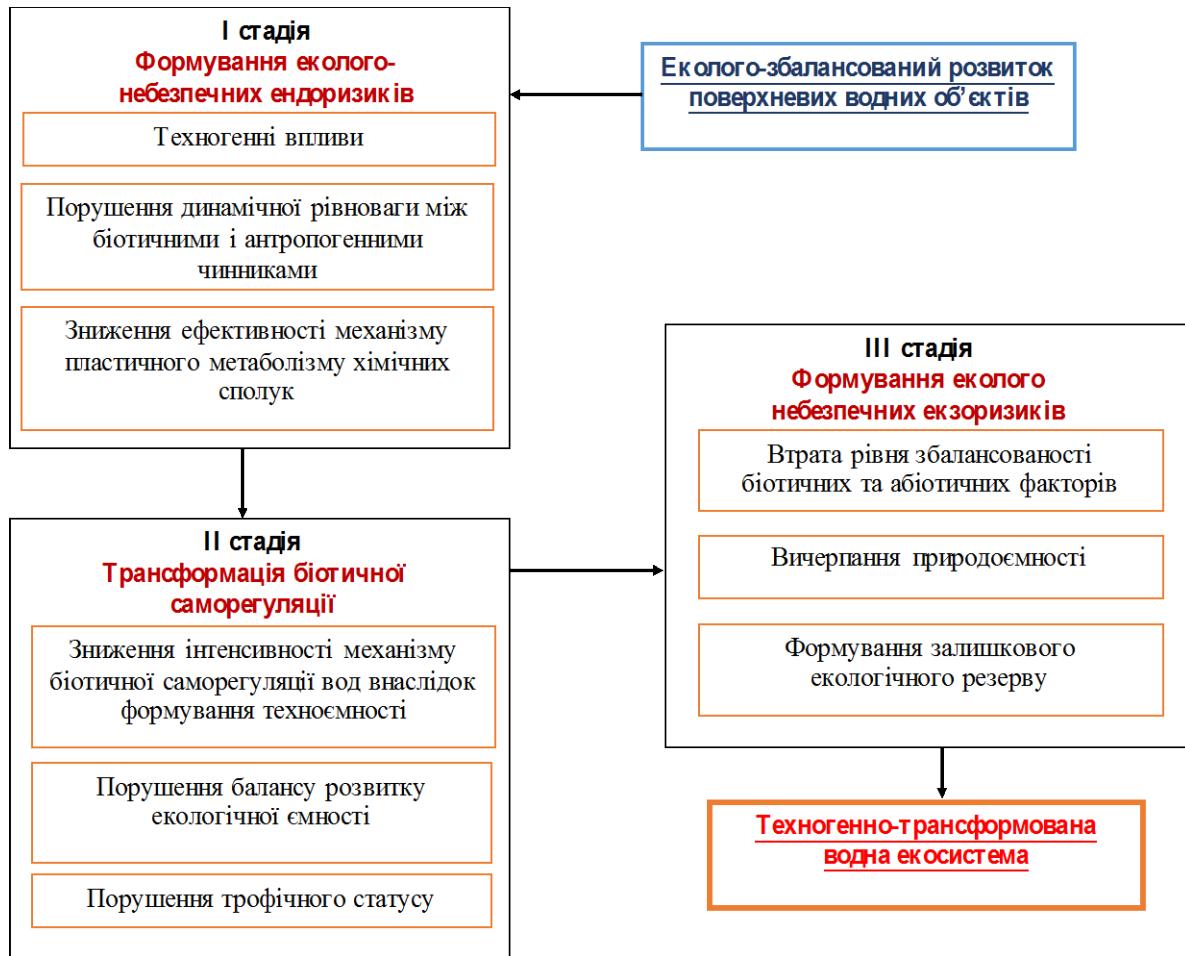 Еколого-збалансований розвиток
поверхневих водних об’єктів
I стадія
Формування еколого-
небезпечних ендоризиків
Техногенні впливи
Порушення динамічної рівноваги між
біотичними і антропогенними
чинниками
Зниження ефективності механізму
пластичного метаболізму хімічних
сполук
II стадія
Трансформація біотичної
саморегуляції
Зниження інтенсивності механізму
біотичної саморегуляції вод внаслідок
формування техноємності
Порушення балансу розвитку
екологічної ємності
Порушення трофічного статусу
III стадія
Формування еколого
небезпечних екзоризиків
Втрата рівня збалансованості
біотичних та абіотичних факторів
Вичерпання природоємності
Формування залишкового
екологічного резерву
Техногенно-трансформована
водна екосистема